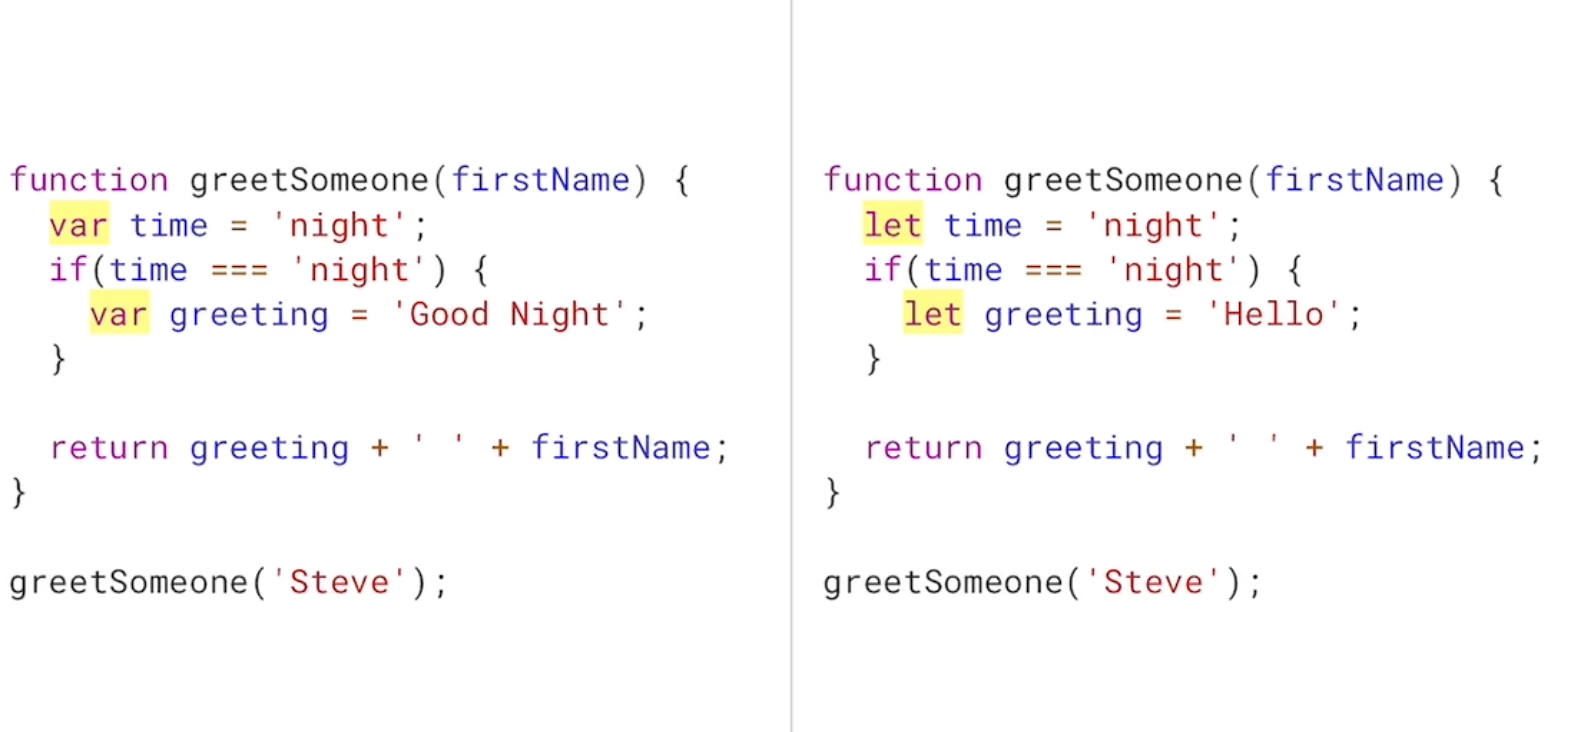 function greetSomeone(firstName) {
  var time = 'night';
  if(time === 'night') {
    var greeting = 'Good Night';
  }
  return greeting + ' ' + firstName;
}
greetSomeone('Steve');
function greetSomeone(firstName) {
  let time = 'night';
  if(time === 'night') {
    let greeting = 'Hello';
  }
  return greeting + ' ' + firstName;
}
greetSomeone('Steve');